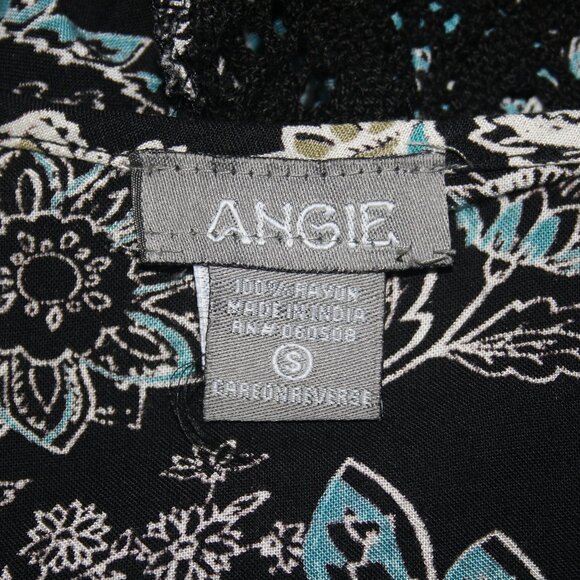 ANGIE
100% RAYON
MADE IN INDIA
RN# 060508
S
CARE ON REVERSE